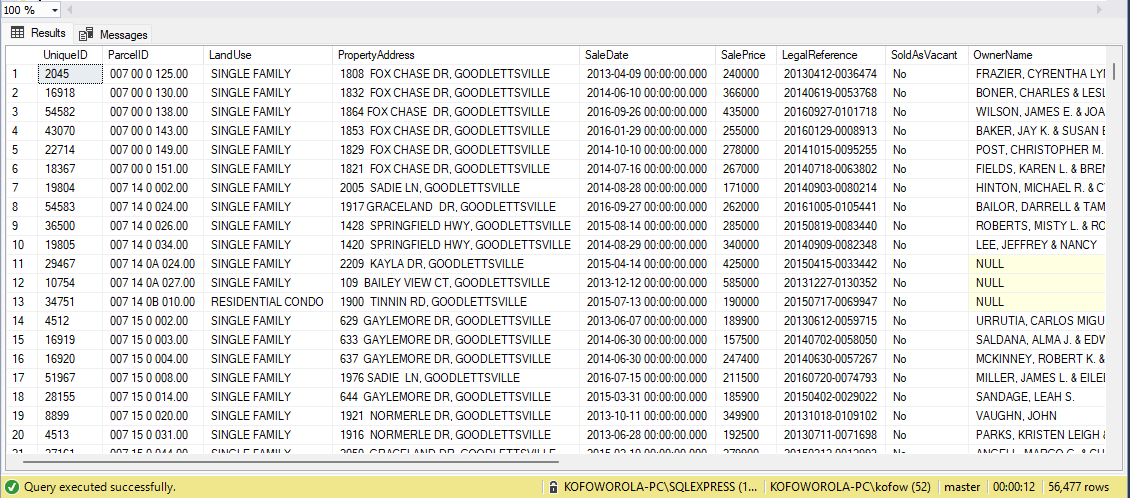 100 %
Results Messages
UniqueID ParcelID LandUse PropertyAddress SaleDate SalePrice LegalReference SoldAsVacant OwnerName
1 2045 007 00 0 125.00 SINGLE FAMILY 1808  FOX CHASE DR, GOODLETTSVILLE 2013-04-09 00:00:00.000 240000 20130412-0036474 No FRAZIER, CYRENTHA LY
2 16918 007 00 0 130.00 SINGLE FAMILY 1832  FOX CHASE DR, GOODLETTSVILLE 2014-06-10 00:00:00.000 366000 20140619-0053768 No BONER, CHARLES & LESL
3 54582 007 00 0 138.00 SINGLE FAMILY 1864 FOX CHASE  DR, GOODLETTSVILLE 2016-09-26 00:00:00.000 435000 20160927-0101718 No WILSON, JAMES E. & JOA
4 43070 007 00 0 143.00 SINGLE FAMILY 1853  FOX CHASE DR, GOODLETTSVILLE 2016-01-29 00:00:00.000 255000 20160129-0008913 No BAKER, JAY K. & SUSAN E
5 22714 007 00 0 149.00 SINGLE FAMILY 1829  FOX CHASE DR, GOODLETTSVILLE 2014-10-10 00:00:00.000 278000 20141015-0095255 No POST, CHRISTOPHER M.
6 18367 007 00 0 151.00 SINGLE FAMILY 1821  FOX CHASE DR, GOODLETTSVILLE 2014-07-16 00:00:00.000 267000 20140718-0063802 No FIELDS, KAREN L. & BREN
7 19804 007 14 0 002.00 SINGLE FAMILY 2005  SADIE LN, GOODLETTSVILLE 2014-08-28 00:00:00.000 171000 20140903-0080214 No HINTON, MICHAEL R. & C
8 54583 007 14 0 024.00 SINGLE FAMILY 1917 GRACELAND  DR, GOODLETTSVILLE 2016-09-27 00:00:00.000 262000 20161005-0105441 No BAILOR, DARRELL & TAM
9 36500 007 14 0 026.00 SINGLE FAMILY 1428  SPRINGFIELD HWY, GOODLETTSVILLE 2015-08-14 00:00:00.000 285000 20150819-0083440 No ROBERTS, MISTY L. & RO
10 19805 007 14 0 034.00 SINGLE FAMILY 1420  SPRINGFIELD HWY, GOODLETTSVILLE 2014-08-29 00:00:00.000 340000 20140909-0082348 No LEE, JEFFREY & NANCY
11 29467 007 14 0A 024.00 SINGLE FAMILY 2209  KAYLA DR, GOODLETTSVILLE 2015-04-14 00:00:00.000 425000 20150415-0033442 No NULL
12 10754 007 14 0A 027.00 SINGLE FAMILY 109  BAILEY VIEW CT, GOODLETTSVILLE 2013-12-12 00:00:00.000 585000 20131227-0130352 No NULL
13 34751 007 14 0B 010.00 RESIDENTIAL CONDO 1900  TINNIN RD, GOODLETTSVILLE 2015-07-13 00:00:00.000 190000 20150717-0069947 No NULL
14 4512 007 15 0 002.00 SINGLE FAMILY 629  GAYLEMORE DR, GOODLETTSVILLE 2013-06-07 00:00:00.000 189900 20130612-0059715 No URRUTIA, CARLOS MIGU
15 16919 007 15 0 003.00 SINGLE FAMILY 633  GAYLEMORE DR, GOODLETTSVILLE 2014-06-30 00:00:00.000 157500 20140702-0058050 No SALDANA, ALMA J. & EDW
16 16920 007 15 0 004.00 SINGLE FAMILY 637  GAYLEMORE DR, GOODLETTSVILLE 2014-06-30 00:00:00.000 247400 20140630-0057267 No MCKINNEY, ROBERT K. &
17 51967 007 15 0 008.00 SINGLE FAMILY 1976 SADIE  LN, GOODLETTSVILLE 2016-07-15 00:00:00.000 211500 20160720-0074793 No MILLER, JAMES L. & EILE
18 28155 007 15 0 014.00 SINGLE FAMILY 644  GAYLEMORE DR, GOODLETTSVILLE 2015-03-31 00:00:00.000 185900 20150402-0029022 No SANDAGE, LEAH S.
19 8899 007 15 0 020.00 SINGLE FAMILY 1921  NORMERLE DR, GOODLETTSVILLE 2013-10-11 00:00:00.000 349900 20131018-0109102 No VAUGHN, JOHN
20 4513 007 15 0 031.00 SINGLE FAMILY 1916  NORMERLE DR, GOODLETTSVILLE 2013-06-28 00:00:00.000 192500 20130711-0071698 No PARKS, KRISTEN LEIGH &
Query executed successfully. KOFOWOROLA-PC\SQLEXPRESS (1... KOFOWOROLA-PC\kofow (52) master 00:00:12 56,477 rows